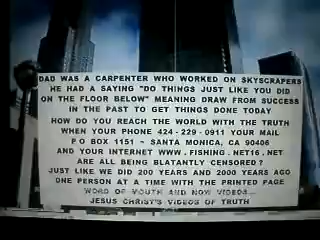 DAD WAS A CARPENTER WHO WORKED ON SKYSCRAPERS
HE HAD A SAYING "DO THINGS JUST LIKE YOU DID
ON THE FLOOR BELOW" MEANING DRAW FROM SUCCESS
IN THE PAST TO GET THINGS DONE TODAY
HOW DO YOU REACH THE WORLD WITH THE TRUTH
WHEN YOUR PHONE 424 - 229 - 0911 YOUR MAIL
P O BOX 1151 ~ SANTA MONICA, CA 90406
AND YOUR INTERNET WWW . FISHING . NET16 . NET
ARE ALL BEING BLATANTLY CENSORED ?
JUST LIKE WE DID 200 YEARS AND 2000 YEARS AGO
ONE PERSON AT A TIME WITH THE PRINTED PAGE
WORD OF MOUTH AND NOW VIDEOS...
JESUS CHRIST'S VIDEOS OF TRUTH